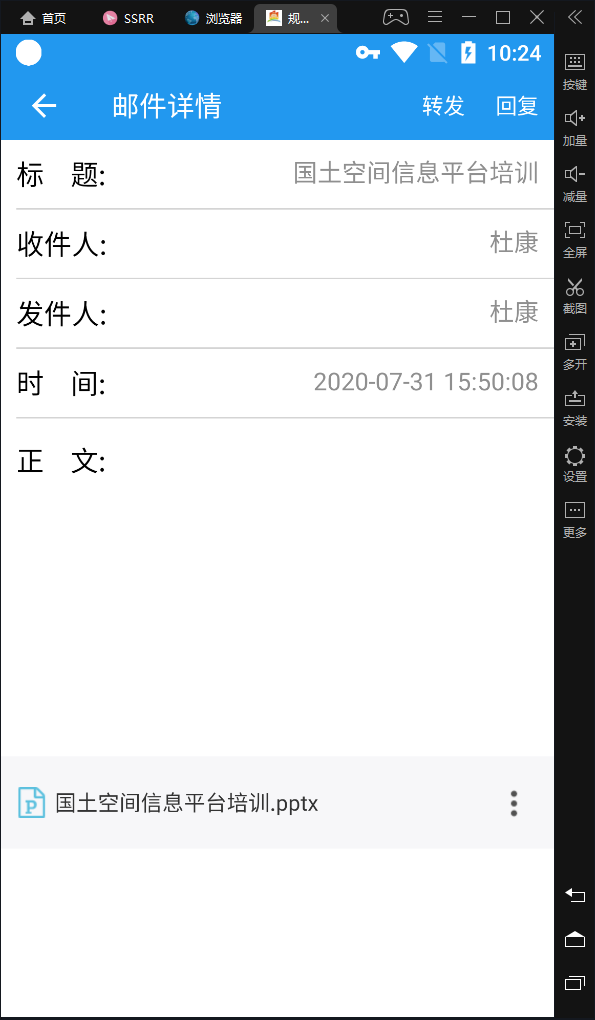 首页 SSRR 浏览器 规...
10:24
邮件详情 转发 回复
标 题: 国土空间信息平台培训
收件人: 杜康
发件人: 杜康
时 间: 2020-07-31 15:50:08
正 文:
国土空间信息平台培训.pptx
按键
加量
减量
全屏
截图
多开
安装
设置
更多